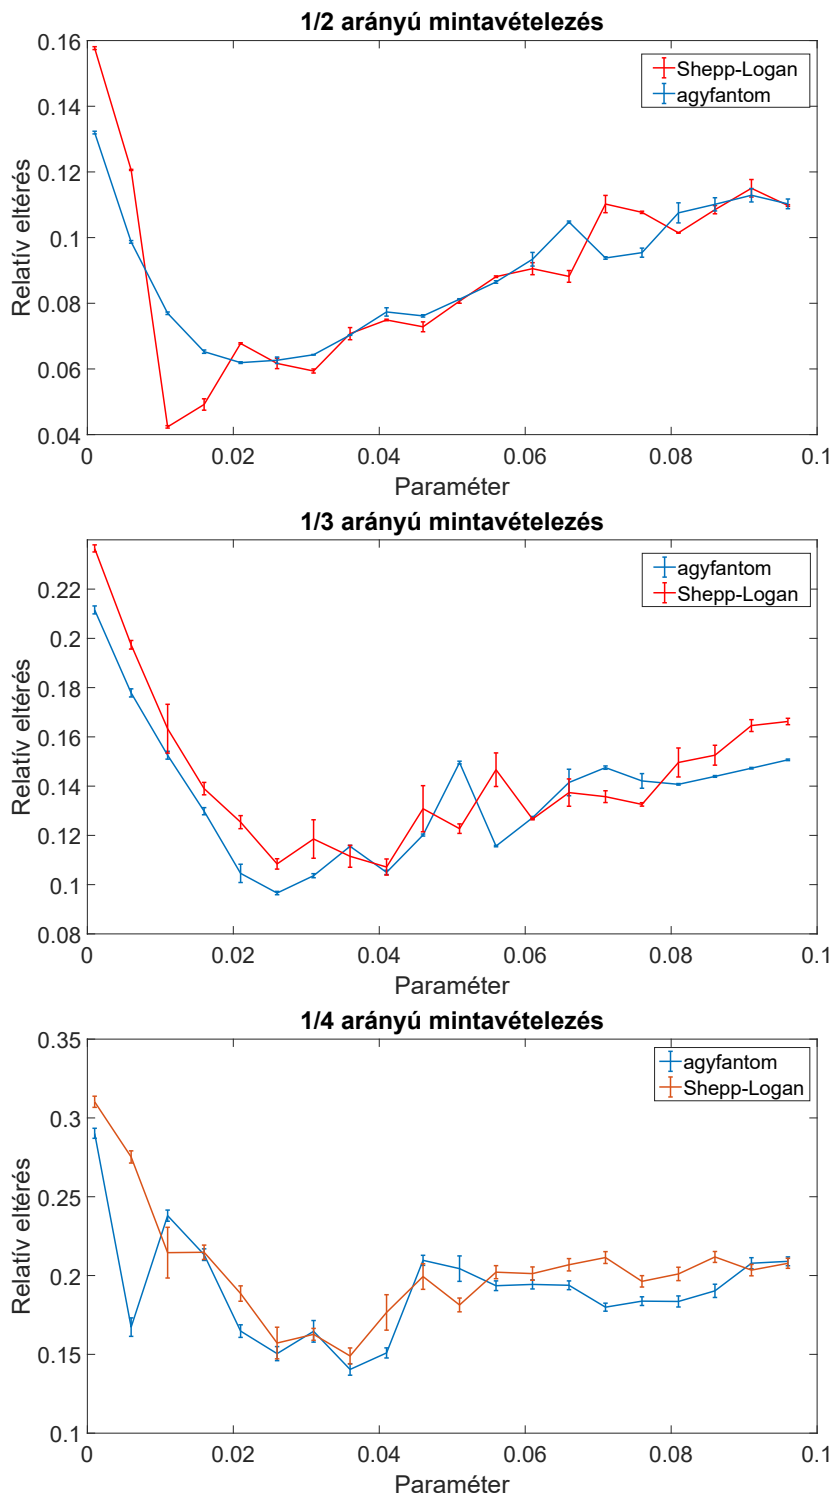 1/2 arányú mintavételezés
0.16
0.14
0.12
0.1
0.08
0.06
0.04
Relatív eltérés
Shepp-Logan
agyfantom
0 0.02 0.04 0.06 0.08 0.1
Paraméter
1/3 arányú mintavételezés
0.22
0.2
0.18
0.16
0.14
0.12
0.1
0.08
Relatív eltérés
agyfantom
Shepp-Logan
0 0.02 0.04 0.06 0.08 0.1
Paraméter
1/4 arányú mintavételezés
0.35
0.3
0.25
0.2
0.15
0.1
Relatív eltérés
agyfantom
Shepp-Logan
0 0.02 0.04 0.06 0.08 0.1
Paraméter